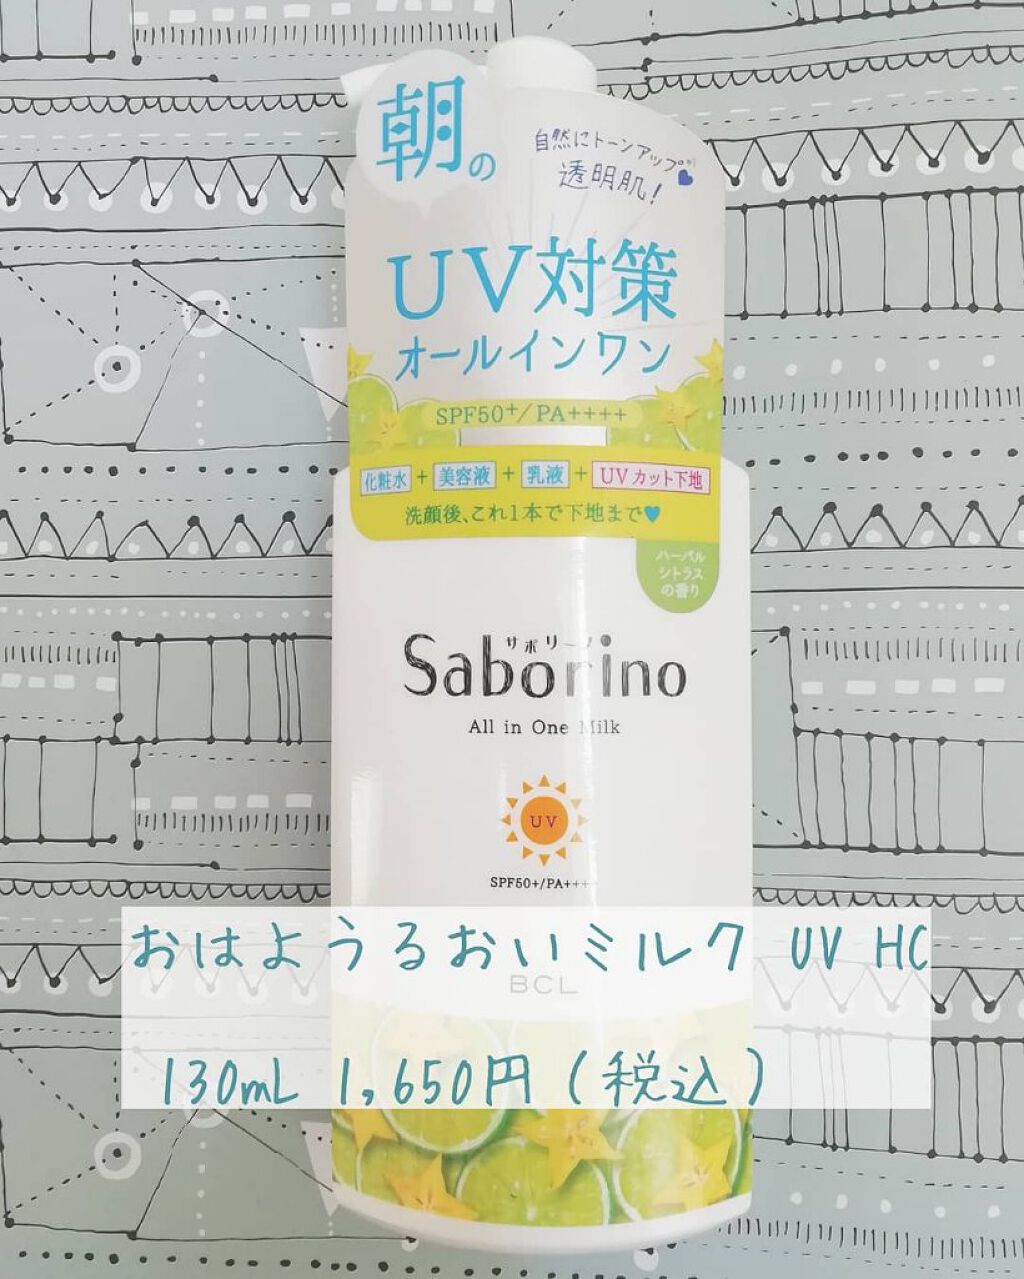 朝の
自然にトーンアップ
透明肌!
UV対策
オールインワン
SPF50+/PA++++
化粧水 + 美容液 + 乳液 + UVカット下地
洗顔後、これ1本で下地まで♥
ハーバル
シトラス
の香り
サボリーノ
Saborino
All in One Milk
UV
SPF50+/PA++++
おはようるおいミルク UV HC
BCL
130mL 1,650円(税込)